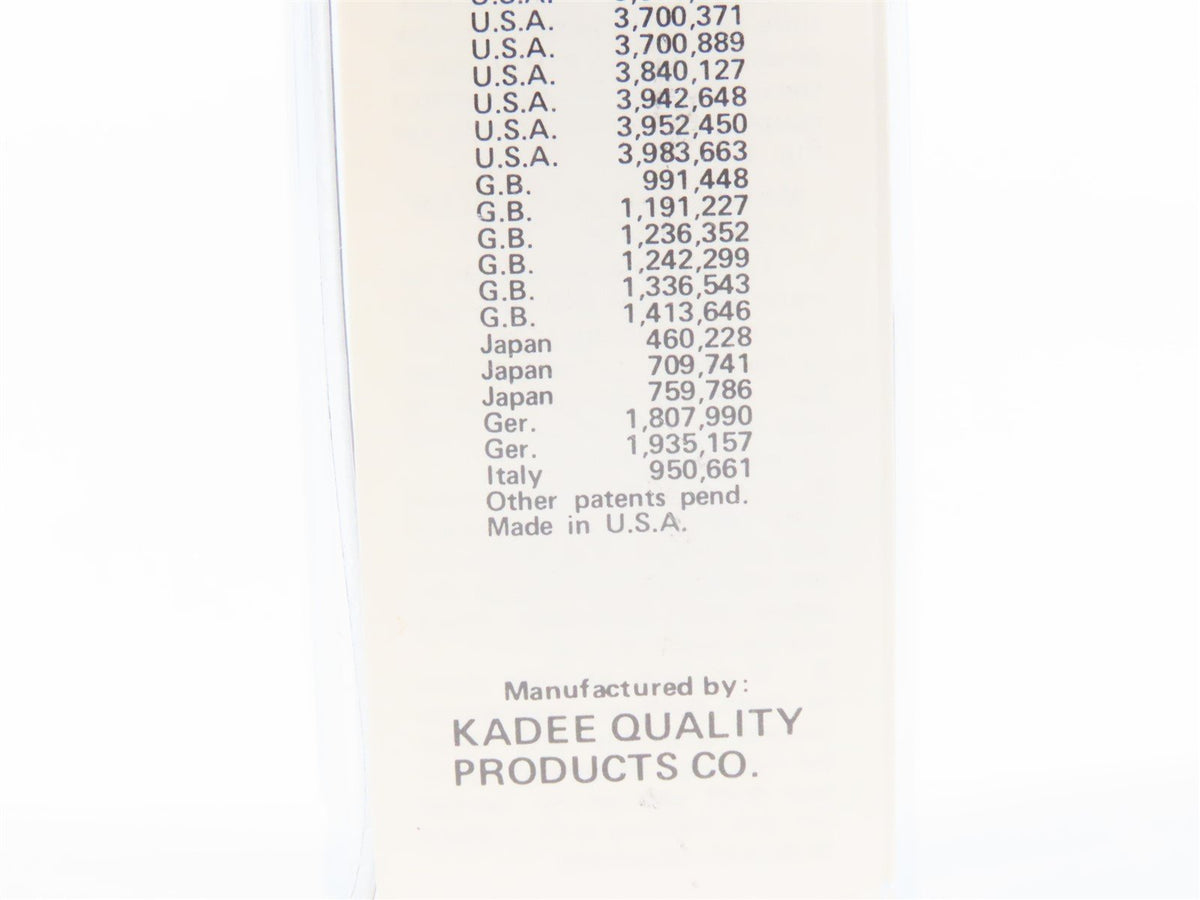 U.S.A.
U.S.A. 3,700,371
U.S.A. 3,700,889
U.S.A. 3,840,127
U.S.A. 3,942,648
U.S.A. 3,952,450
U.S.A. 3,983,663
G.B. 991,448
G.B. 1,191,227
G.B. 1,236,352
G.B. 1,242,299
G.B. 1,336,543
G.B. 1,413,646
Japan 460,228
Japan 709,741
Japan 759,786
Ger. 1,807,990
Ger. 1,935,157
Italy 950,661
Other patents pend.
Made in U.S.A.
Manufactured by:
KADEE QUALITY
PRODUCTS CO.